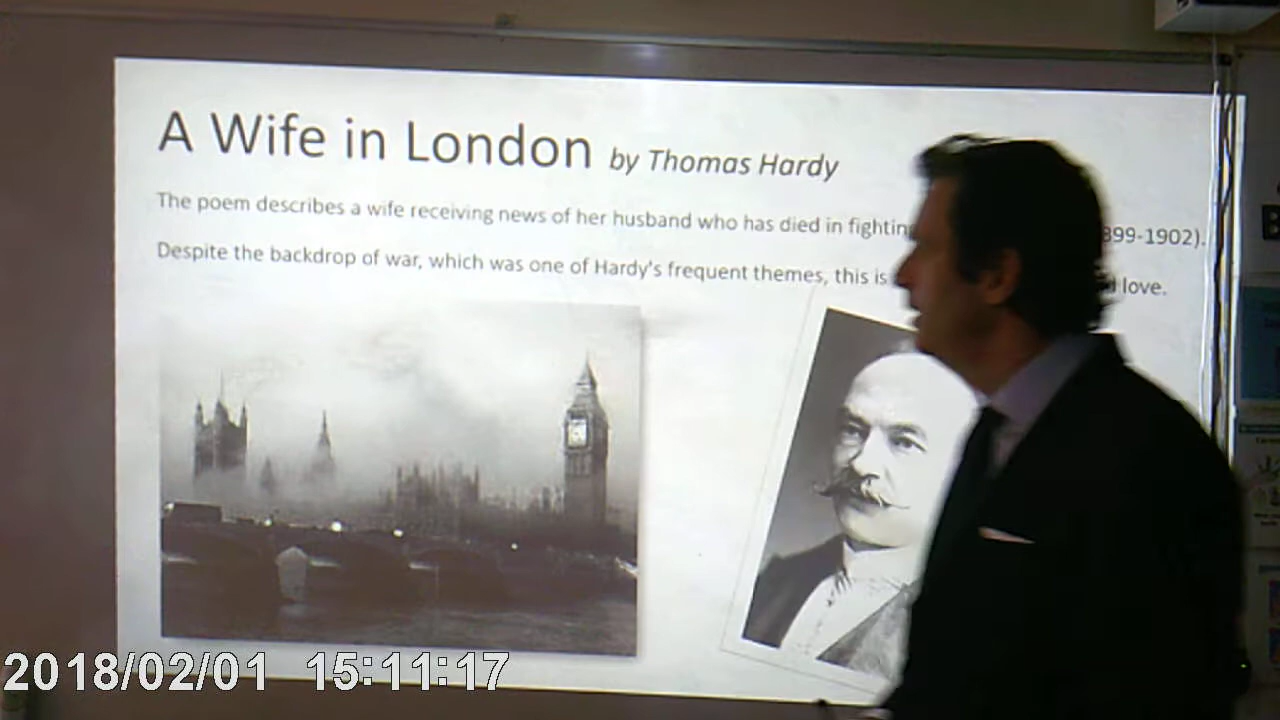 A Wife in London by Thomas Hardy
The poem describes a wife receiving news of her husband who has died in fightin 899-1902).
Despite the backdrop of war, which was one of Hardy's frequent themes, this is love.
2018/02/01 15:11:17